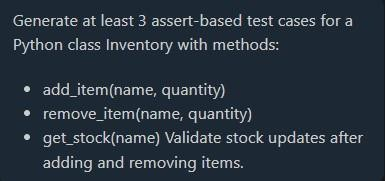 Generate at least 3 assert-based test cases for a
Python class Inventory with methods:
• add_item(name, quantity)
• remove_item(name, quantity)
• get_stock(name) Validate stock updates after
adding and removing items.